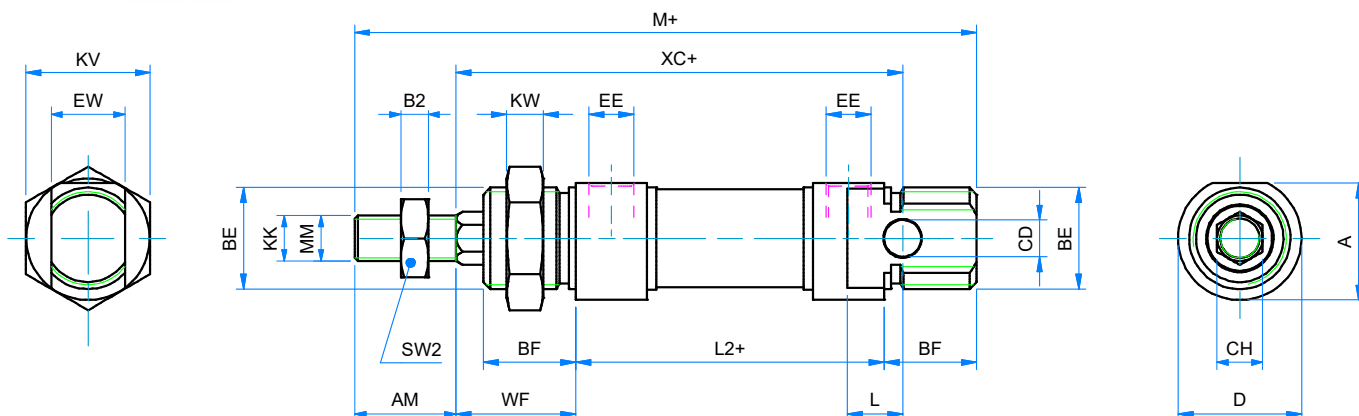 M+
KV
XC+
EW
B2
KW
EE
EE
BE
KK
MM
CD
BE
A
SW2
BF
L2+
BF
CH
AM
WF
L
D